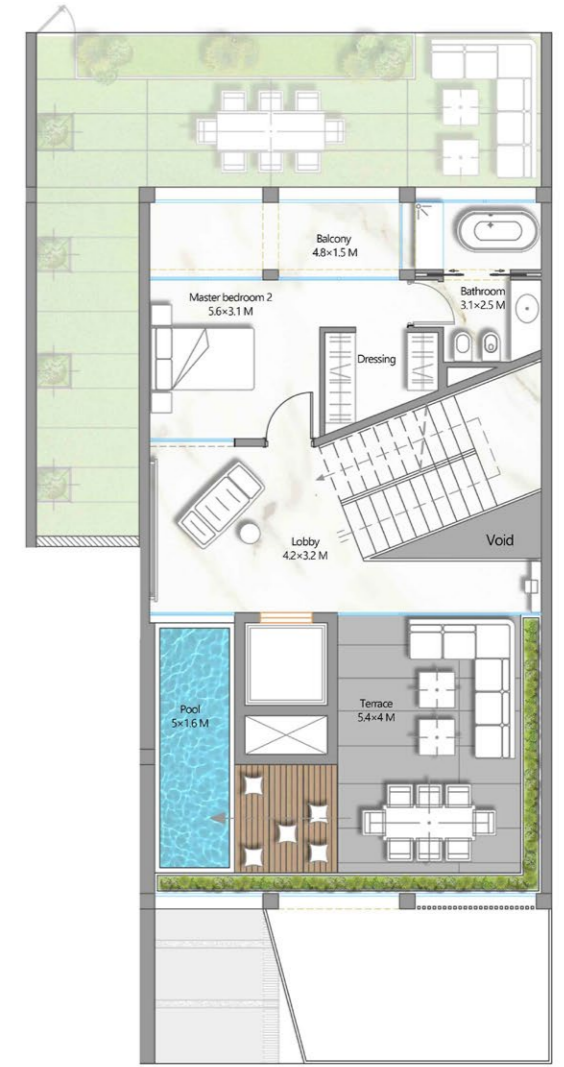 Balcony
4.8×1.5 M
Master bedroom 2
5.6×3.1 M
Bathroom
3.1×2.5 M
Dressing
Lobby
4.2×3.2 M
Void
Pool
5×1.6 M
Terrace
5.4×4 M